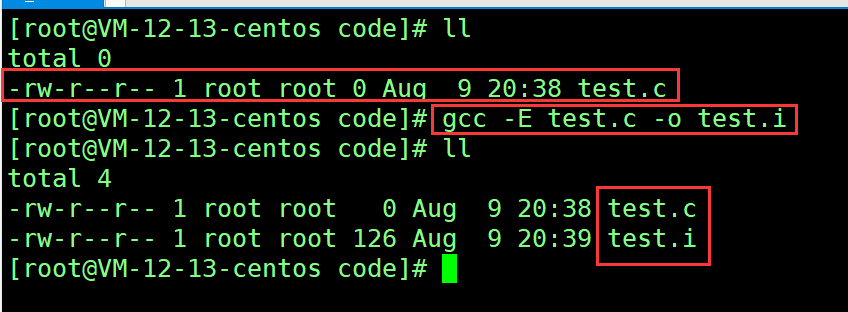 [root@VM-12-13-centos code]# ll
total 0
-rw-r--r-- 1 root root 0 Aug  9 20:38 test.c
[root@VM-12-13-centos code]# gcc -E test.c -o test.i
[root@VM-12-13-centos code]# ll
total 4
-rw-r--r-- 1 root root   0 Aug  9 20:38 test.c
-rw-r--r-- 1 root root 126 Aug  9 20:39 test.i
[root@VM-12-13-centos code]#